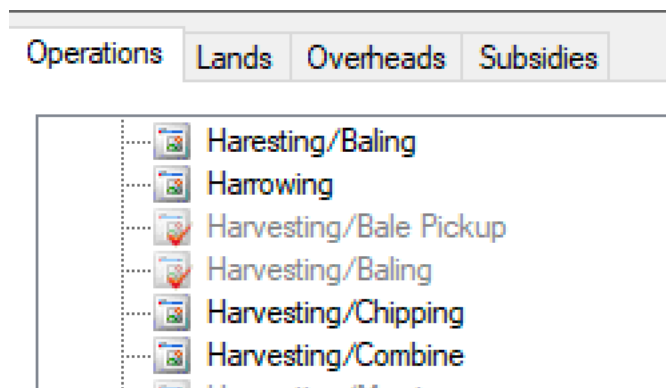 Operations Lands Overheads Subsidies
Haresting/Baling
Harrowing
Harvesting/Bale Pickup
Harvesting/Baling
Harvesting/Chipping
Harvesting/Combine